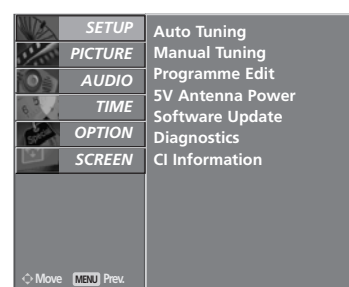 SETUP
PICTURE
AUDIO
TIME
OPTION
SCREEN
Auto Tuning
Manual Tuning
Programme Edit
5V Antenna Power
Software Update
Diagnostics
CI Information
Move MENU Prev.